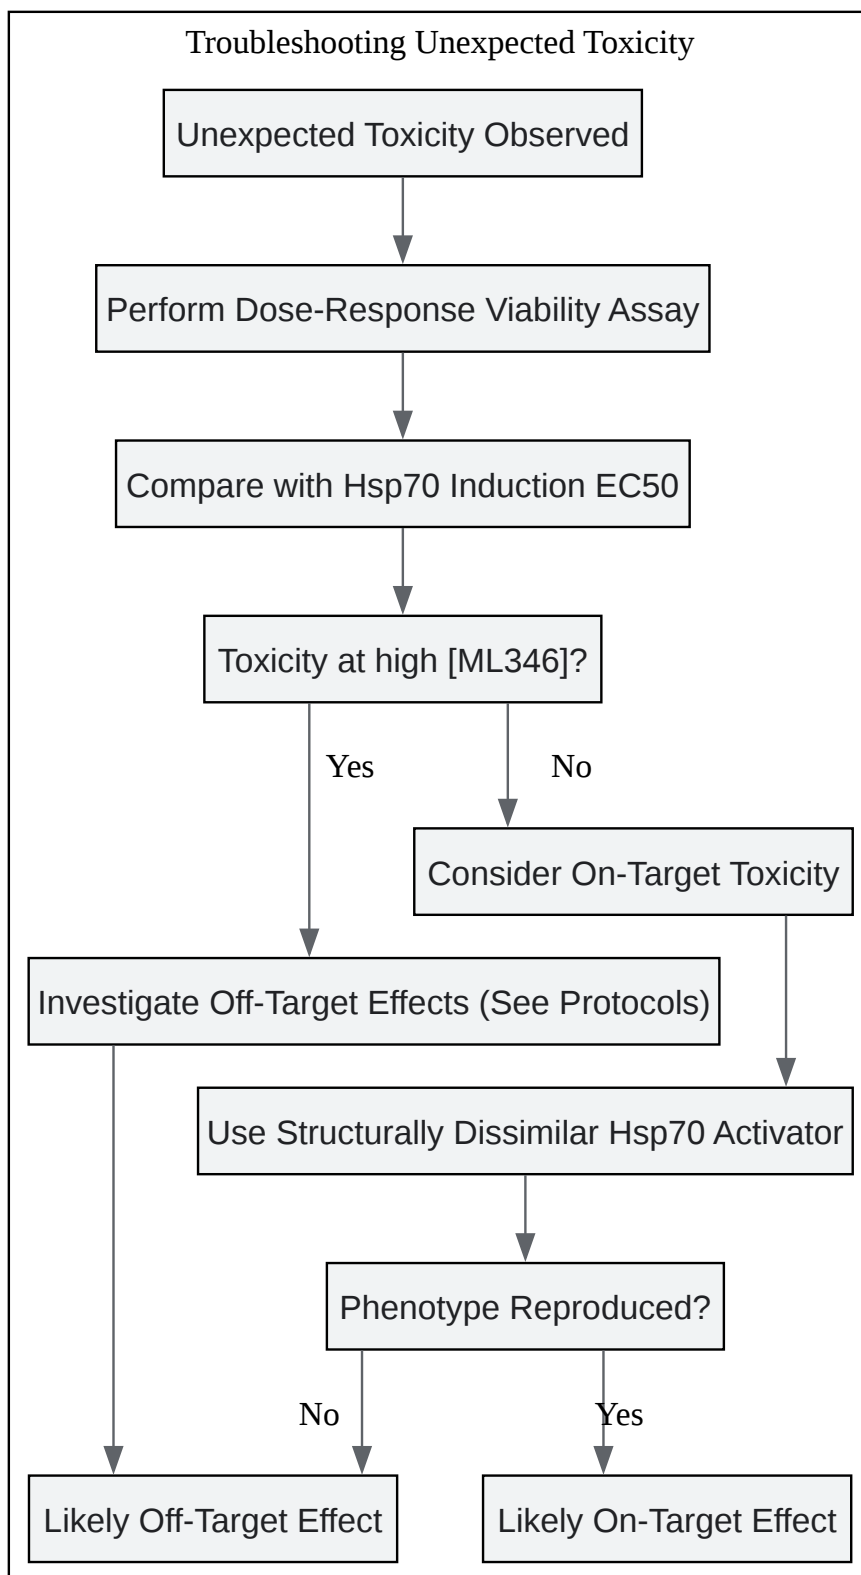 Troubleshooting Unexpected Toxicity
Unexpected Toxicity Observed
Perform Dose-Response Viability Assay
Compare with Hsp70 Induction EC50
Toxicity at high [ML346]?
Yes
No
Consider On-Target Toxicity
Investigate Off-Target Effects (See Protocols)
Use Structurally Dissimilar Hsp70 Activator
Phenotype Reproduced?
No
Yes
Likely Off-Target Effect
Likely On-Target Effect